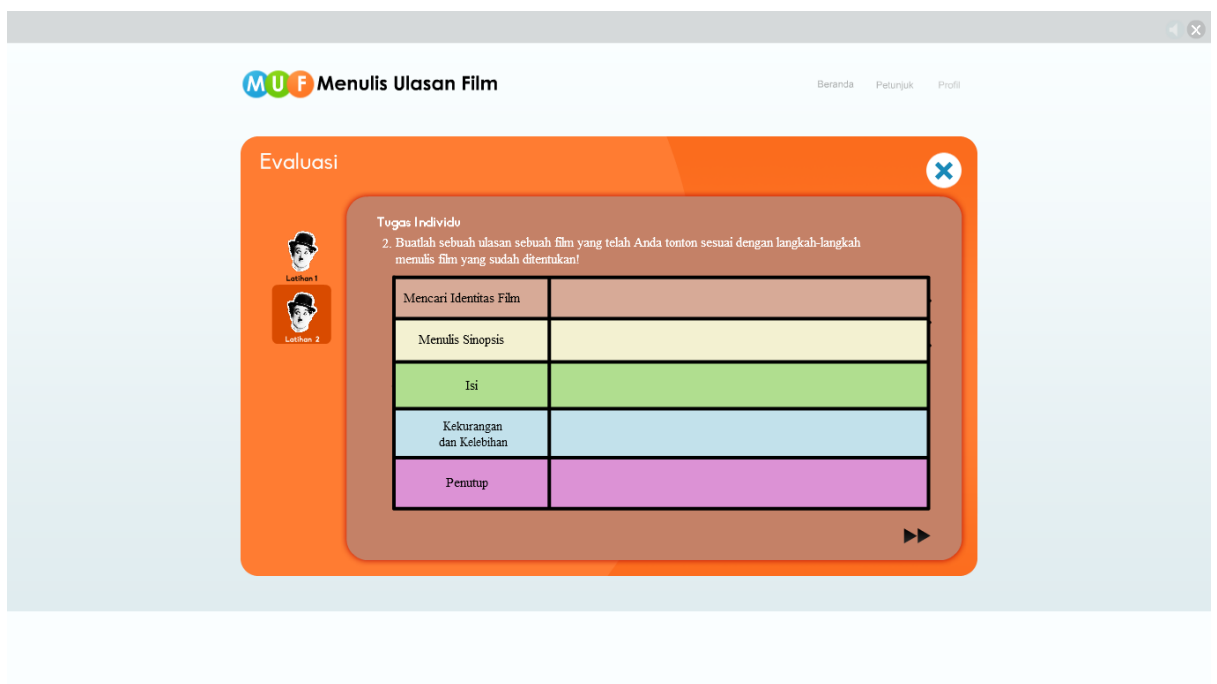 MUF Menulis Ulasan Film
Beranda Petunjuk Profil
Evaluasi
Latihan 1
Latihan 2
Tugas Individu
2. Buatlah sebuah ulasan sebuah film yang telah Anda tonton sesuai dengan langkah-langkah
menulis film yang sudah ditentukan!
Mencari Identitas Film
Menulis Sinopsis
Isi
Kekurangan
dan Kelebihan
Penutup